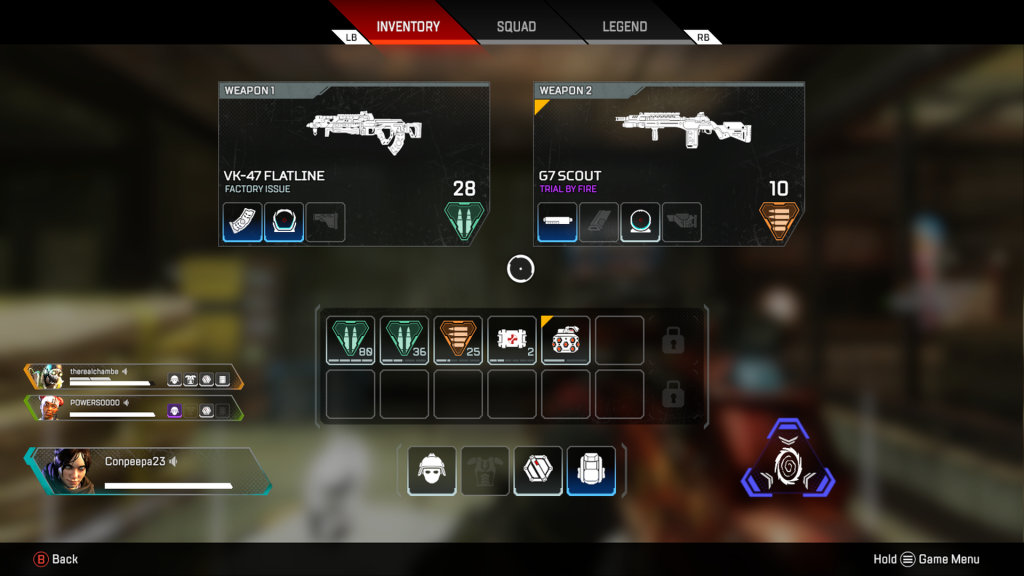 LB
INVENTORY
SQUAD
LEGEND
RB
WEAPON 1
VK-47 FLATLINE
FACTORY ISSUE
28
WEAPON 2
G7 SCOUT
TRIAL BY FIRE
10
80
36
25
2
therealchambe
POWERS0000
Conpeepa23
B Back
Hold Game Menu